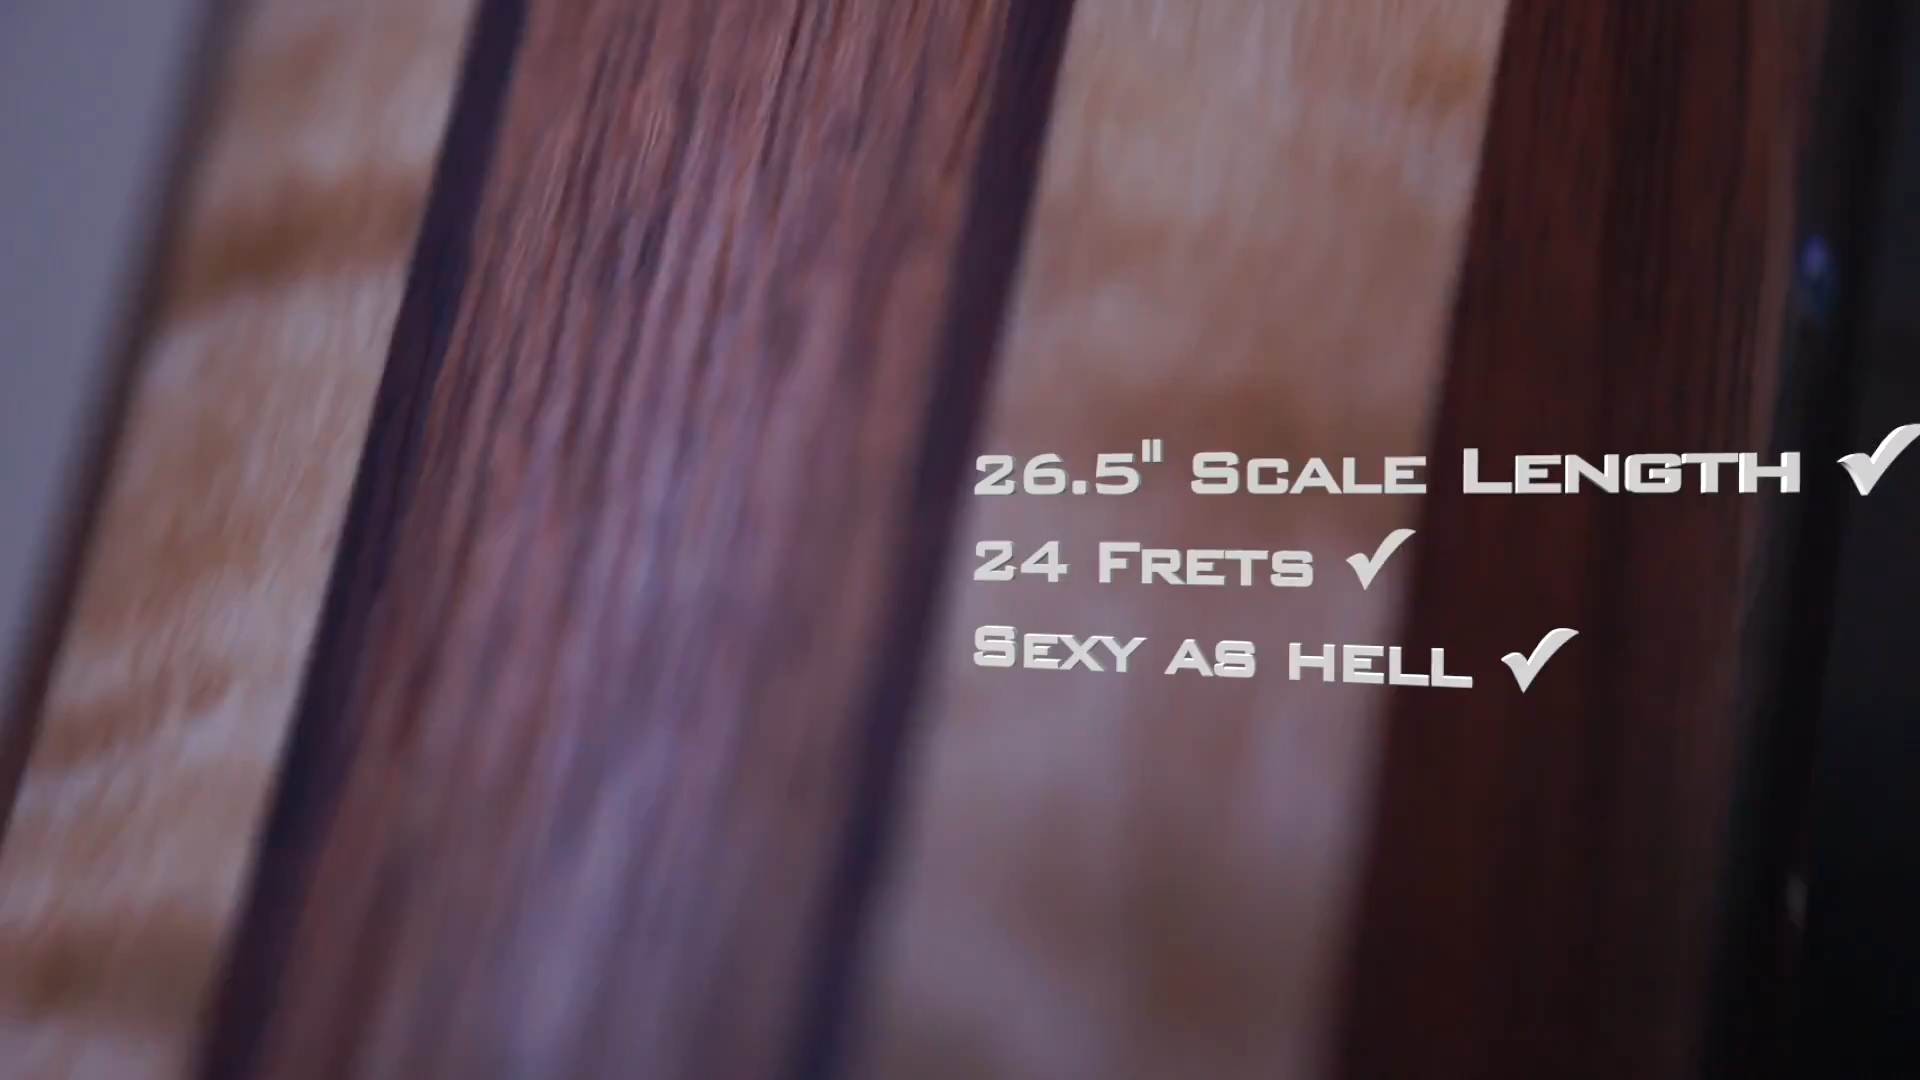 26.5" Scale Length ✓
24 Frets ✓
Sexy as hell ✓